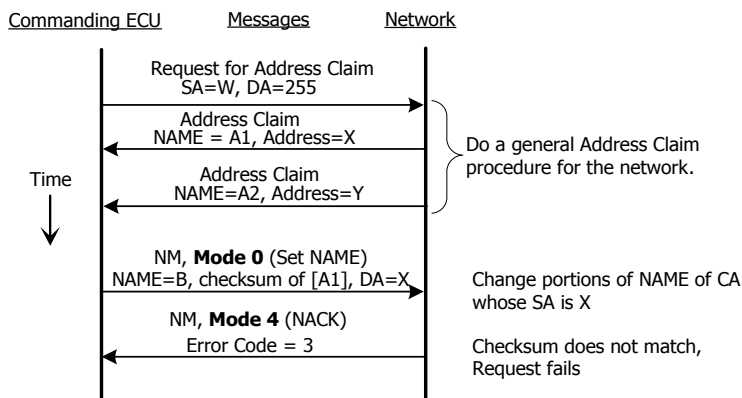 Commanding ECU
Messages
Network
Request for Address Claim
SA=W, DA=255
Address Claim
NAME = A1, Address=X
Do a general Address Claim
procedure for the network.
Address Claim
NAME=A2, Address=Y
Time
NM, Mode 0 (Set NAME)
NAME=B, checksum of [A1], DA=X
Change portions of NAME of CA
whose SA is X
NM, Mode 4 (NACK)
Error Code = 3
Checksum does not match,
Request fails